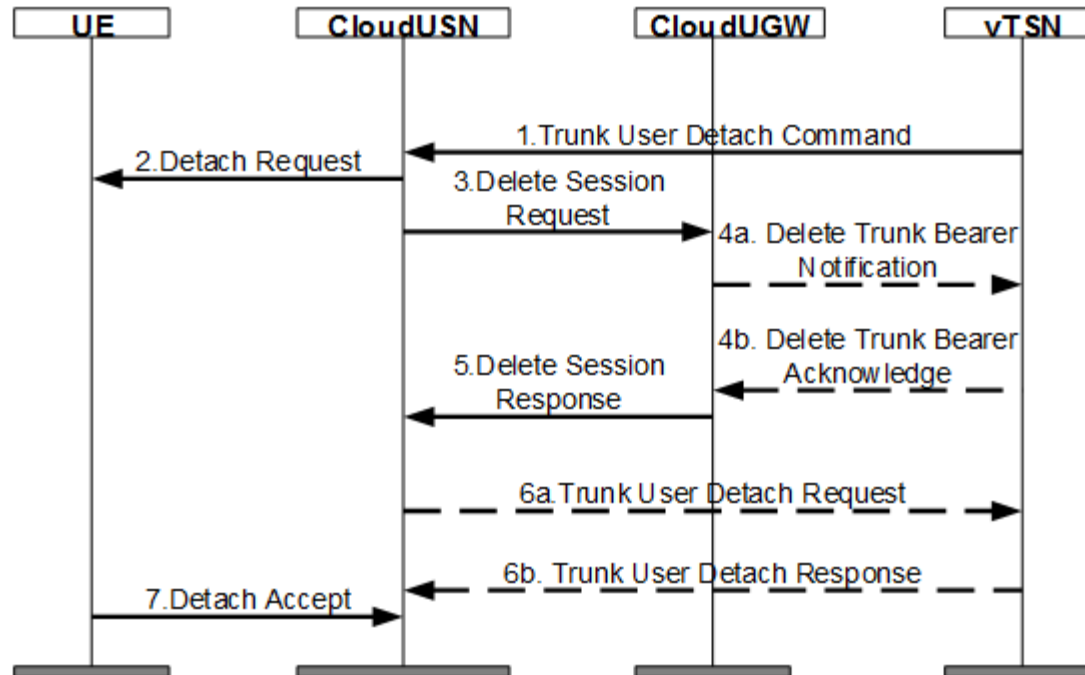 UE CloudUSN CloudUGW vTSN
1.Trunk User Detach Command
2.Detach Request
3.Delete Session
Request
4a. Delete Trunk Bearer
Notification
4b. Delete Trunk Bearer
Acknowledge
5.Delete Session
Response
6a.Trunk User Detach Request
6b. Trunk User Detach Response
7.Detach Accept